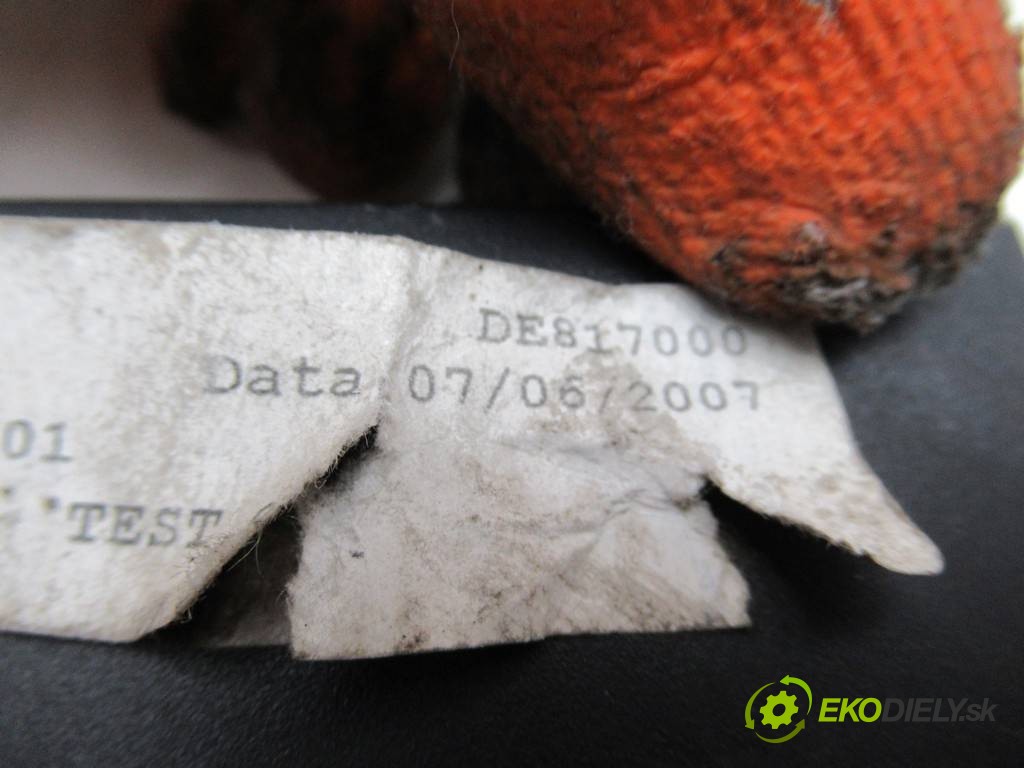 DE817000
Data 07/06/2007
01
"TEST
EKODIELY.sk